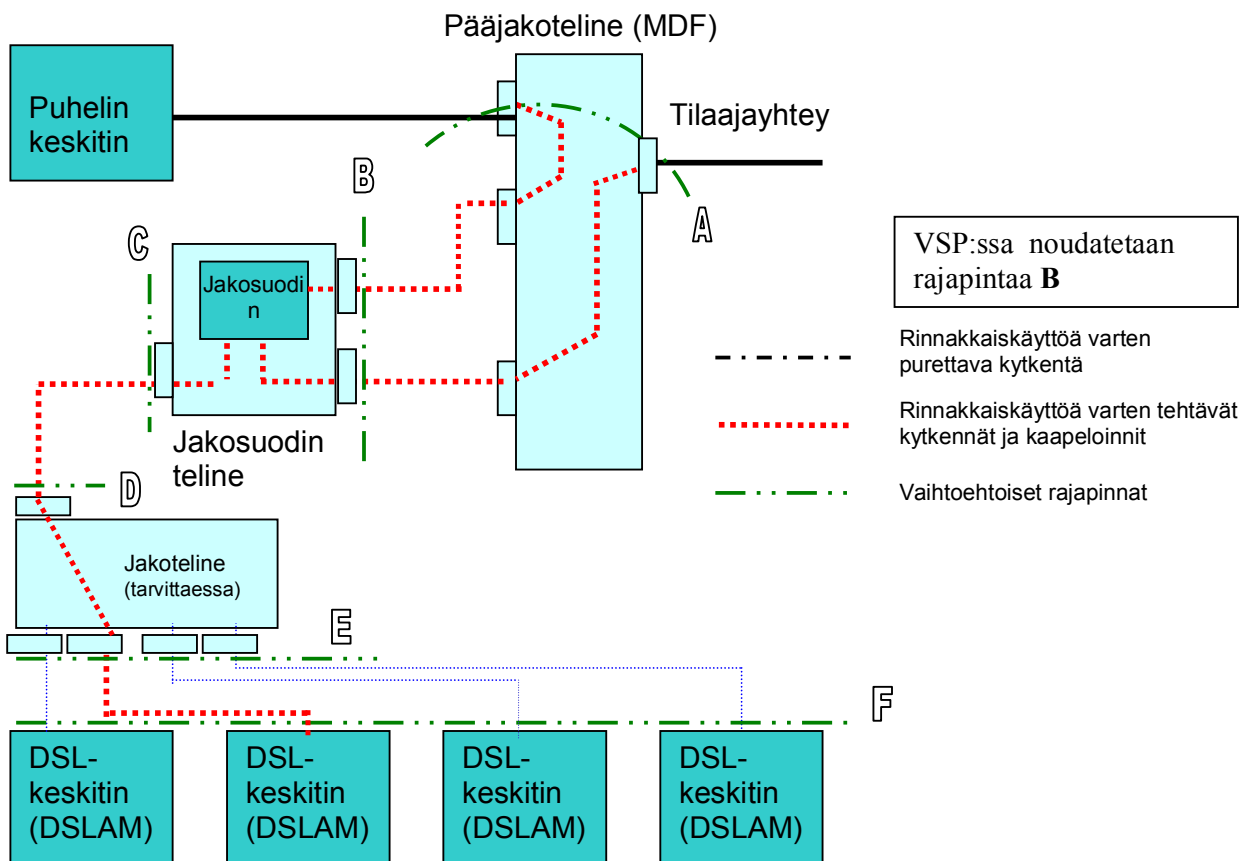 Pääjakoteline (MDF)
Puhelin
keskitin
Tilaajayhtey
B
A
C
VSP:ssa noudatetaan
rajapintaa B
Jakosuodi
n
Rinnakkaiskäyttöä varten
purettava kytkentä
Rinnakkaiskäyttöä varten tehtävät
kytkennät ja kaapeloinnit
Jakosuodin
teline
D
Vaihtoehtoiset rajapinnat
Jakoteline
(tarvittaessa)
E
F
DSL-
keskitin
(DSLAM)
DSL-
keskitin
(DSLAM)
DSL-
keskitin
(DSLAM)
DSL-
keskitin
(DSLAM)